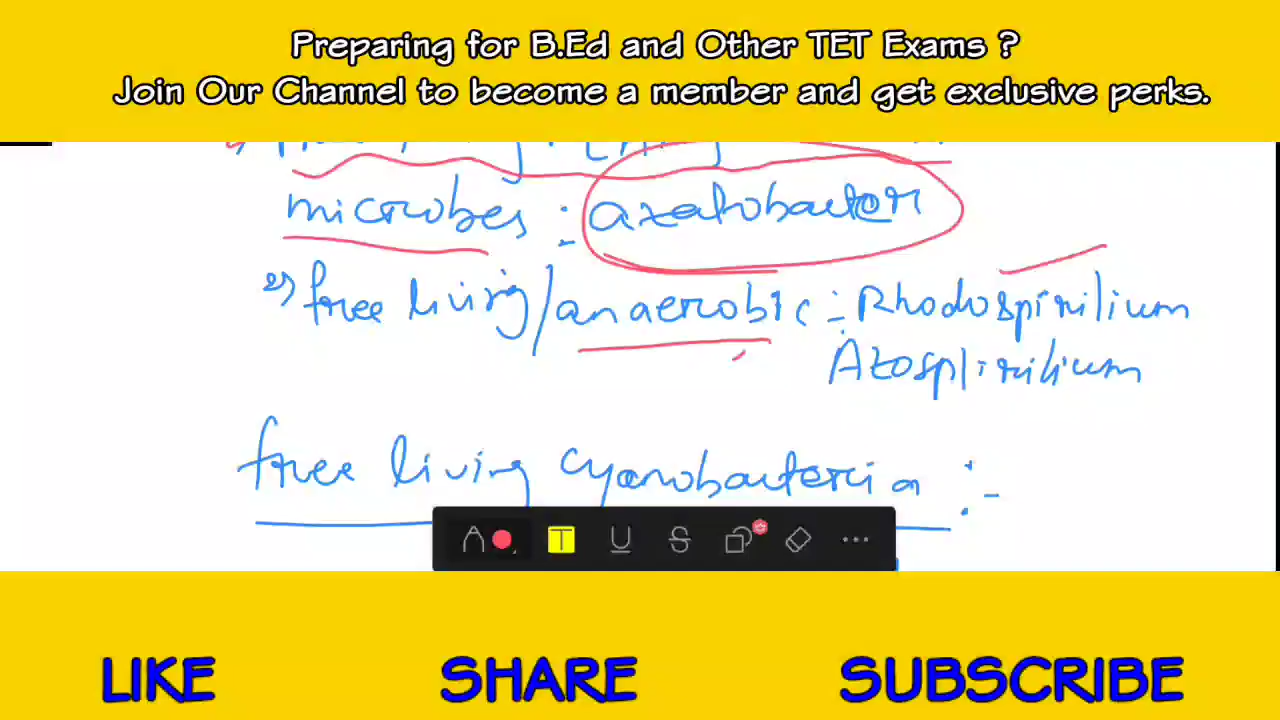 Preparing for B.Ed and Other TET Exams ?
Join Our Channel to become a member and get exclusive perks.
microbes : azatobacter
2) free living/anaerobic :- Rhodospirilium
Azospirilium
free living cyanobacteria :-
T U S
LIKE SHARE SUBSCRIBE